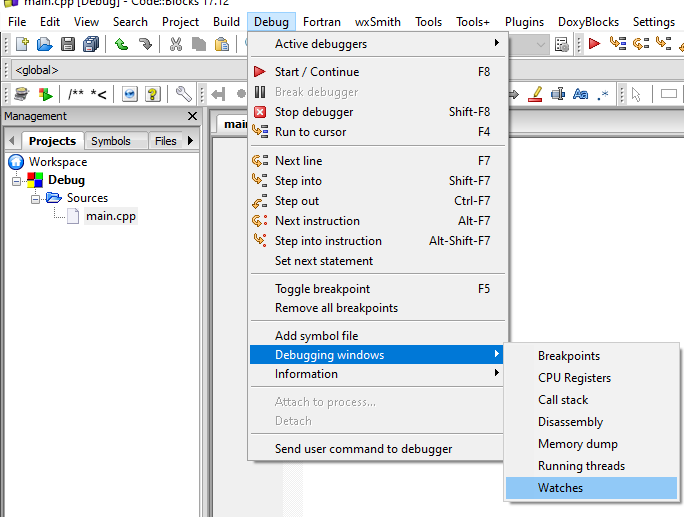 main.cpp [Debug] - Code::Blocks 17.12
File Edit View Search Project Build Debug Fortran wxSmith Tools Tools+ Plugins DoxyBlocks Settings
Active debuggers
<global>
Start / Continue F8
/** *<
Break debugger
Aa .*
Management
Stop debugger Shift-F8
mai
Projects Symbols Files
Run to cursor F4
Workspace
Next line F7
Debug
Step into Shift-F7
Sources
Step out Ctrl-F7
main.cpp
Next instruction Alt-F7
Step into instruction Alt-Shift-F7
Set next statement
Toggle breakpoint F5
Remove all breakpoints
Add symbol file
Debugging windows
Information
Attach to process...
Detach
Send user command to debugger
Breakpoints
CPU Registers
Call stack
Disassembly
Memory dump
Running threads
Watches